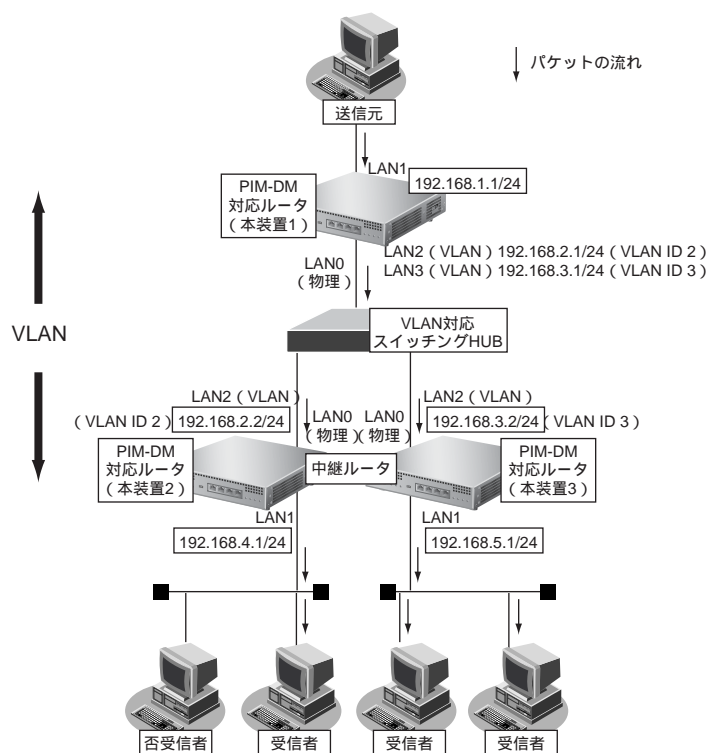 パケットの流れ
送信元
LAN1
192.168.1.1/24
PIM-DM
対応ルータ
（本装置1）
LAN2（VLAN）192.168.2.1/24（VLAN ID 2）
LAN3（VLAN）192.168.3.1/24（VLAN ID 3）
LAN0
（物理）
VLAN
VLAN対応
スイッチングHUB
LAN2（VLAN）
（VLAN ID 2）192.168.2.2/24
LAN0
（物理）
LAN0
（物理）
LAN2（VLAN）
192.168.3.2/24（VLAN ID 3）
PIM-DM
対応ルータ
（本装置2）
中継ルータ
PIM-DM
対応ルータ
（本装置3）
LAN1
192.168.4.1/24
LAN1
192.168.5.1/24
否受信者
受信者
受信者
受信者